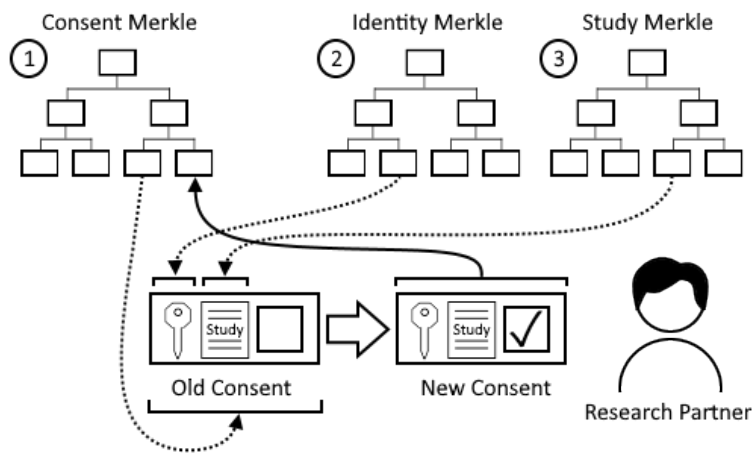 Consent Merkle
Identity Merkle
Study Merkle
1
2
3
Study
Study
Old Consent
New Consent
Research Partner